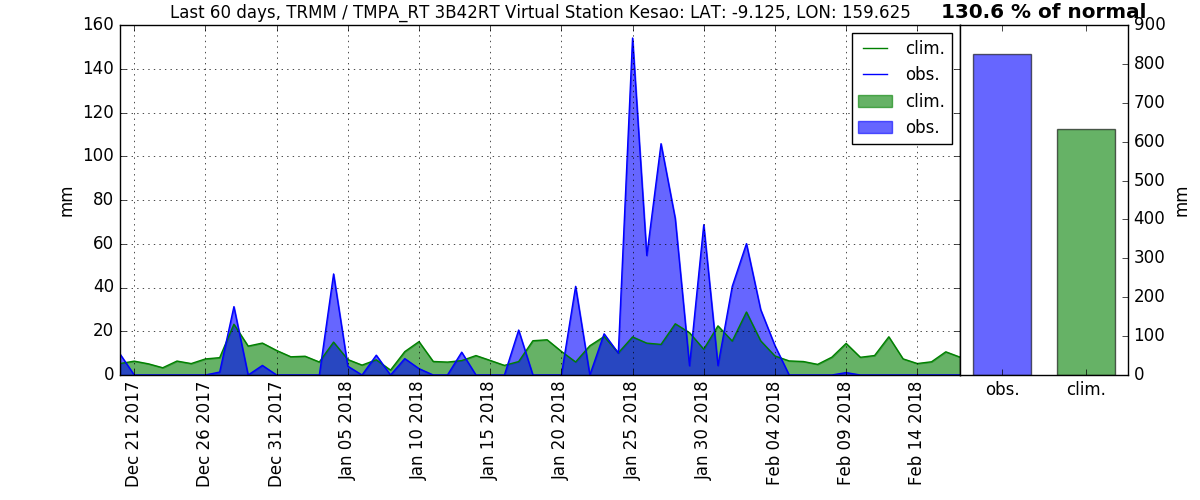 Last 60 days, TRMM / TMPA_RT 3B42RT Virtual Station Kesao: LAT: -9.125, LON: 159.625
130.6 % of normal
160
140
120
100
80
60
40
20
0
mm
clim.
obs.
clim.
obs.
Dec 21 2017
Dec 26 2017
Dec 31 2017
Jan 05 2018
Jan 10 2018
Jan 15 2018
Jan 20 2018
Jan 25 2018
Jan 30 2018
Feb 04 2018
Feb 09 2018
Feb 14 2018
900
800
700
600
500
400
300
200
100
0
mm
obs.
clim.